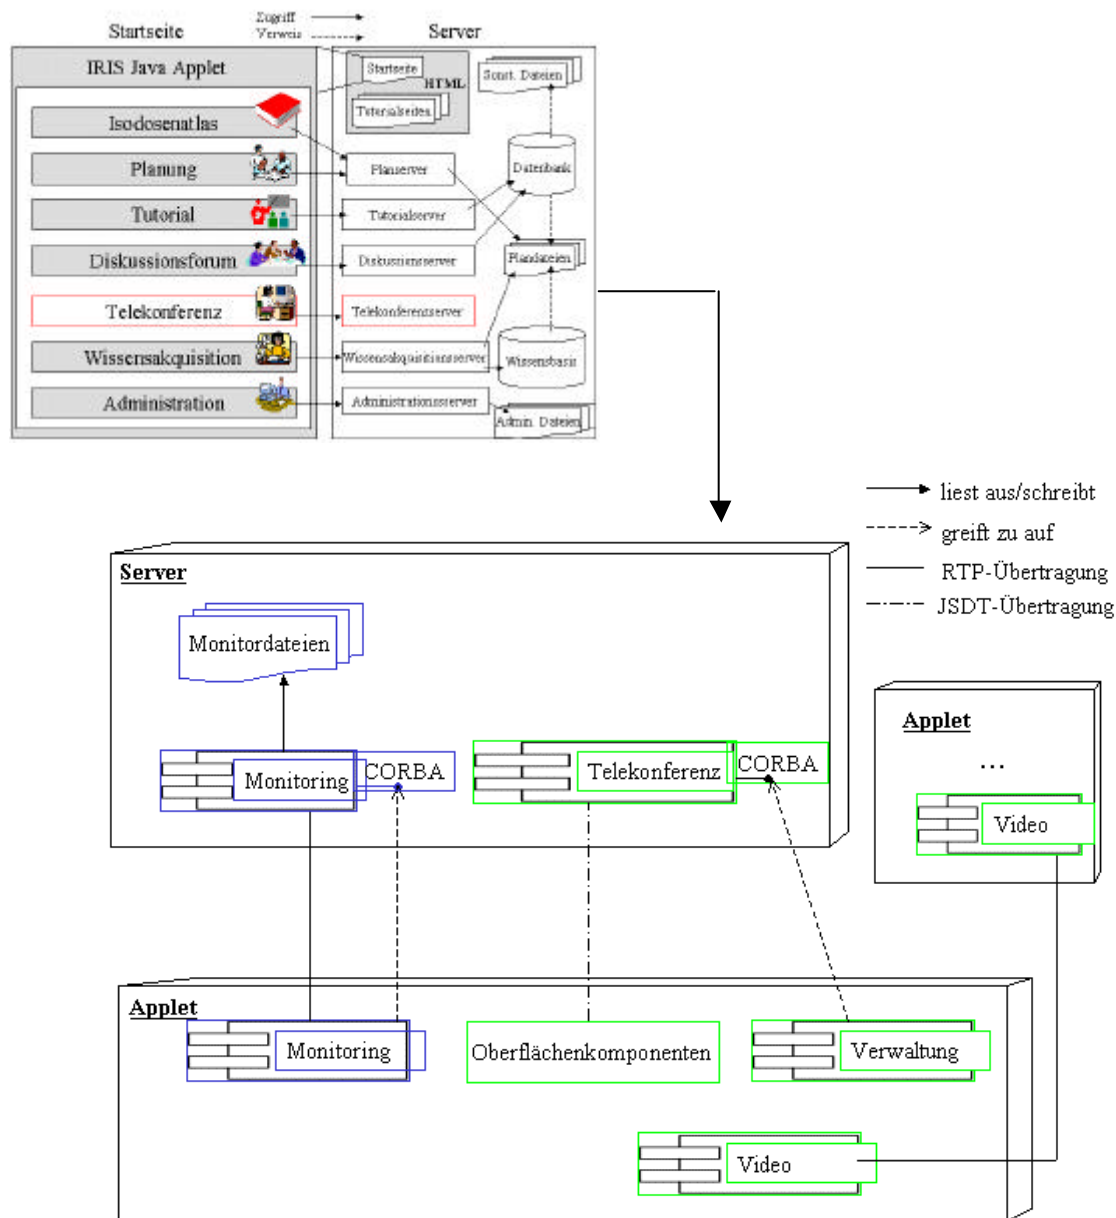 Zugriff
Verweis
Startseite
Server
IRIS Java Applet
Startseite
HTML
Tutorialseiten
Sonst. Dateien
Isodosenatlas
Planung
Planserver
Datenbank
Tutorial
Tutorialserver
Diskussionsforum
Diskussionsserver
Plandateien
Telekonferenz
Telekonferenzserver
Wissensakquisition
Wissensakquisitionsserver
Wissensbasis
Administration
Administrationsserver
Admin. Dateien
liest aus/schreibt
greift zu auf
RTP-Übertragung
JSDT-Übertragung
Server
Monitordateien
Monitoring
CORBA
Telekonferenz
CORBA
Applet
...
Video
Applet
Monitoring
Oberflächenkomponenten
Verwaltung
Video